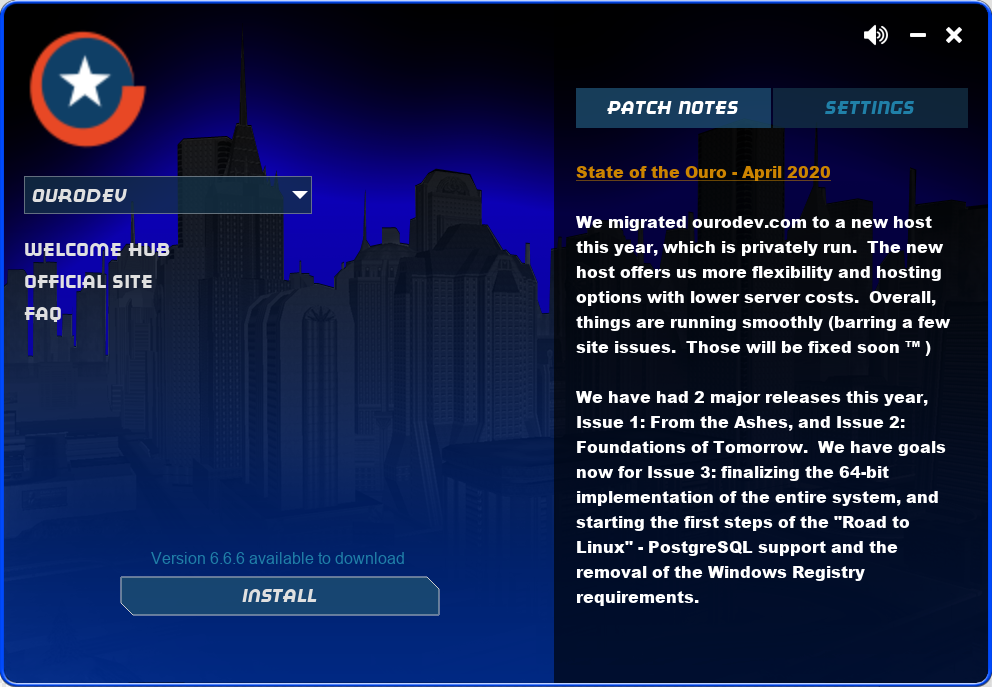 OURODEV
WELCOME HUB
OFFICIAL SITE
FAQ
Version 6.6.6 available to download
INSTALL
PATCH NOTES
SETTINGS
State of the Ouro - April 2020
We migrated ourodev.com to a new host
this year, which is privately run.  The new
host offers us more flexibility and hosting
options with lower server costs.  Overall,
things are running smoothly (barring a few
site issues.  Those will be fixed soon ™ )
We have had 2 major releases this year,
Issue 1: From the Ashes, and Issue 2:
Foundations of Tomorrow.  We have goals
now for Issue 3: finalizing the 64-bit
implementation of the entire system, and
starting the first steps of the "Road to
Linux" - PostgreSQL support and the
removal of the Windows Registry
requirements.